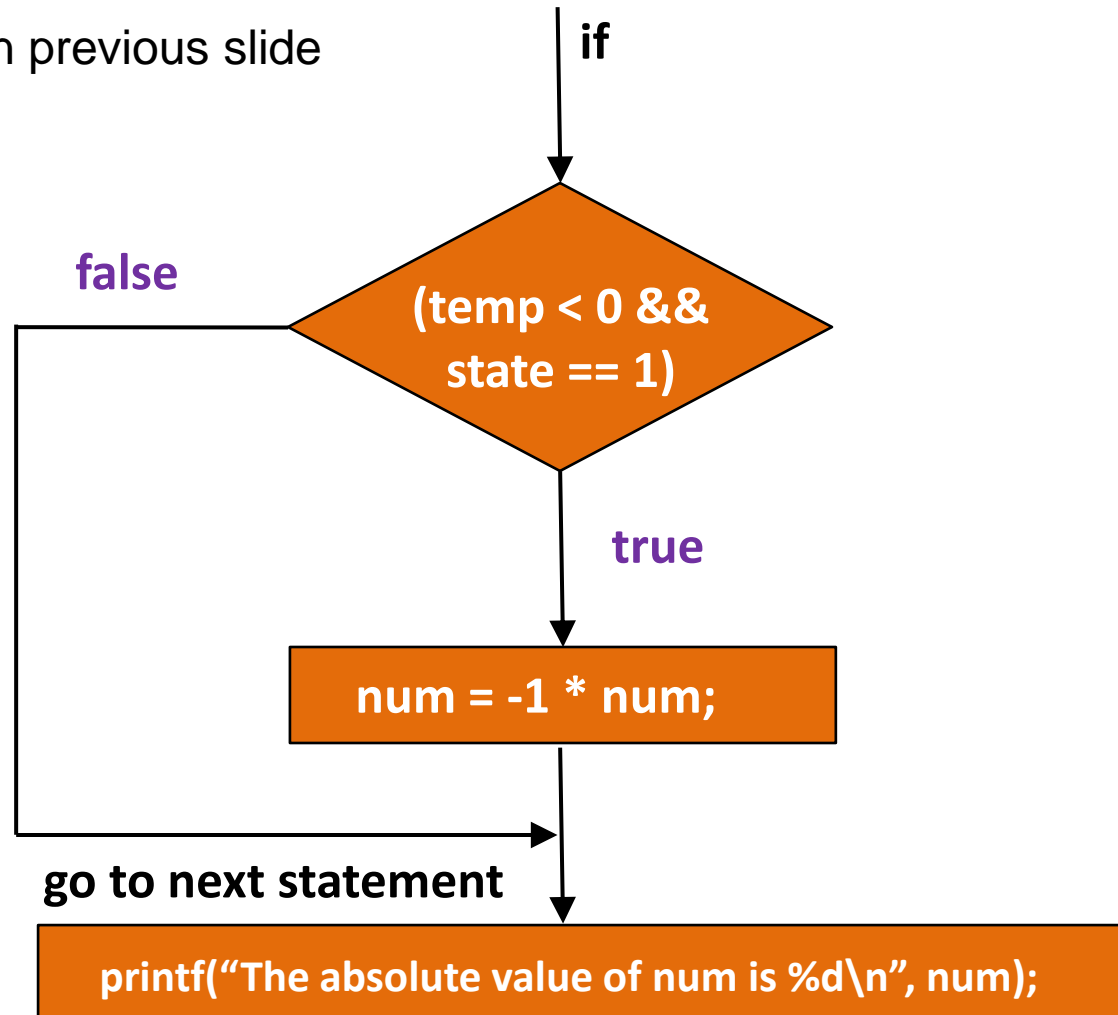 n previous slide
if
false
(temp < 0 &&
state == 1)
true
num = -1 * num;
go to next statement
printf(“The absolute value of num is %d\n”, num);